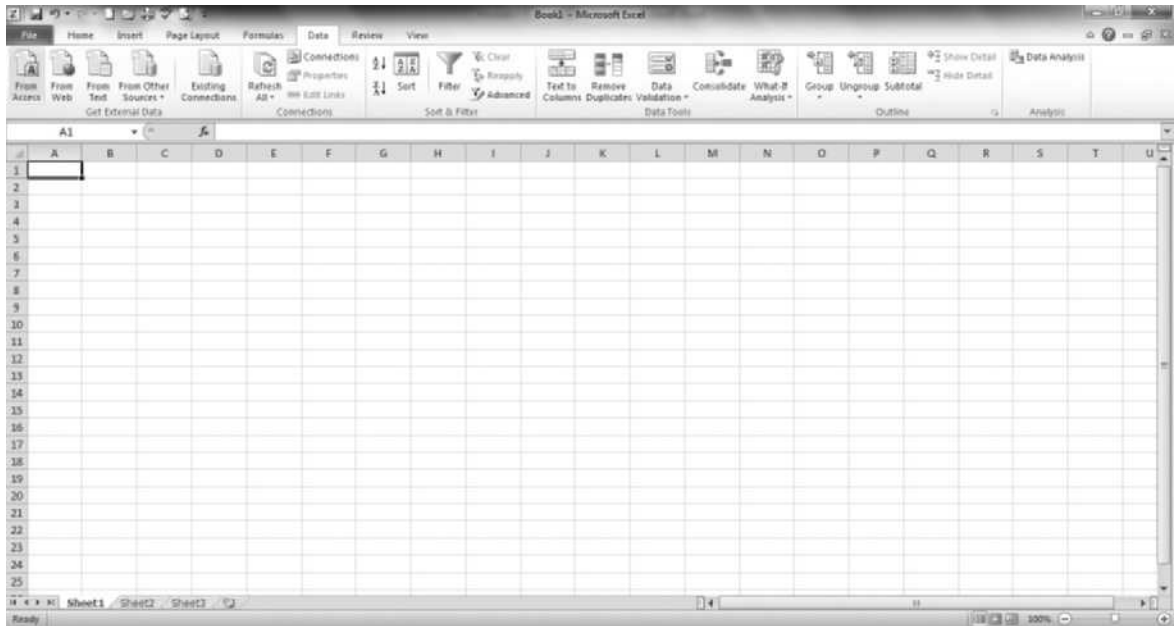 Book1 - Microsoft Excel
File Home Insert Page Layout Formulas Data Review View
From Access From Web From Text From Other Sources Existing Connections
Get External Data
Refresh All Connections Properties Edit Links
Connections
Sort Filter Clear Reapply Advanced
Sort & Filter
Text to Columns Remove Duplicates Data Validation Consolidate What-If Analysis
Data Tools
Group Ungroup Subtotal Show Detail Hide Detail
Outline
Data Analysis
Analysis
A1 fx
A B C D E F G H I J K L M N O P Q R S T U
1
2
3
4
5
6
7
8
9
10
11
12
13
14
15
16
17
18
19
20
21
22
23
24
25
Sheet1 Sheet2 Sheet3
Ready 100%